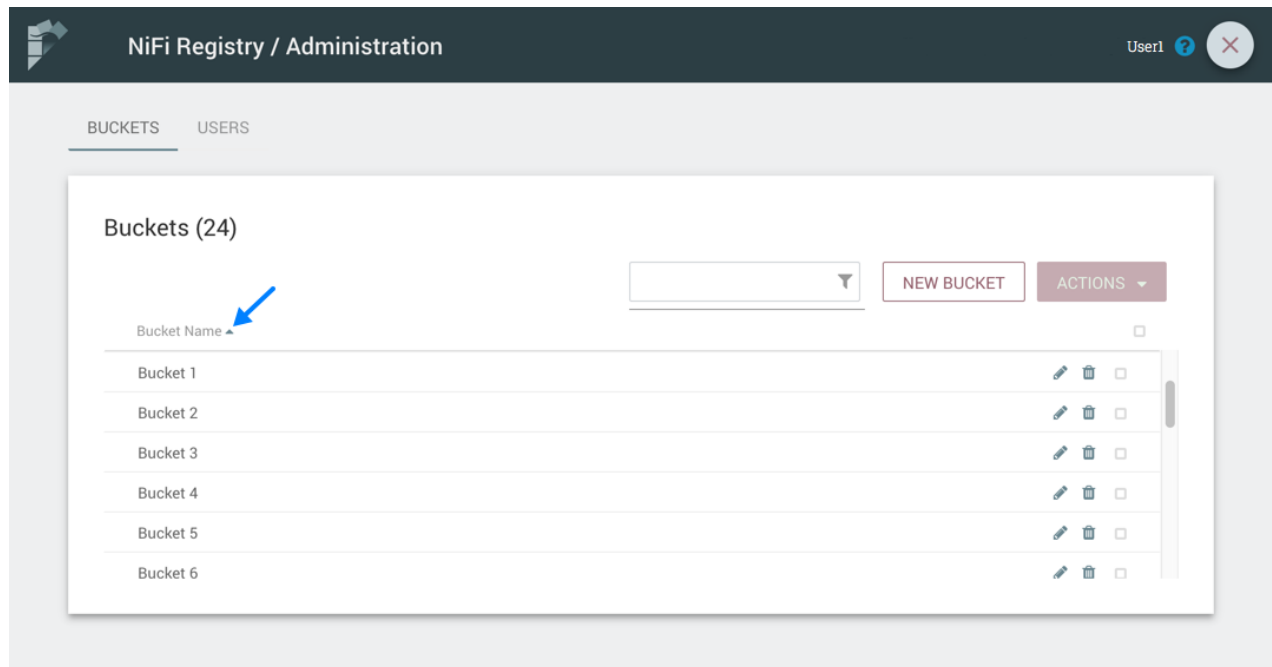 NiFi Registry / Administration
User1 ?
BUCKETS USERS
Buckets (24)
NEW BUCKET ACTIONS
Bucket Name
Bucket 1
Bucket 2
Bucket 3
Bucket 4
Bucket 5
Bucket 6